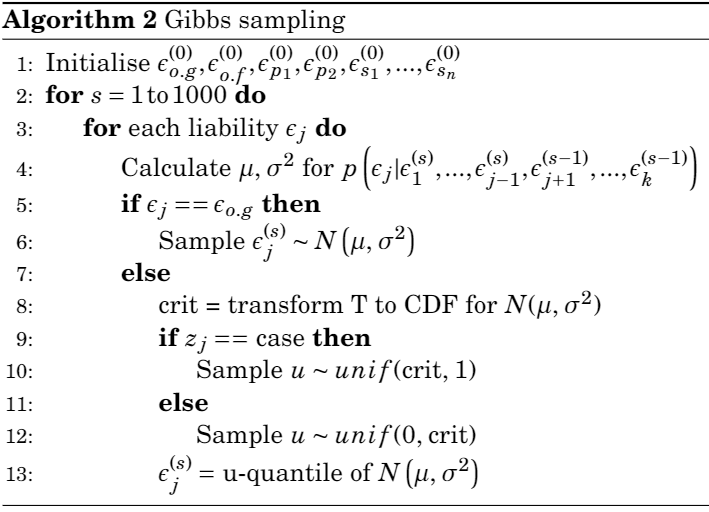 Algorithm 2 Gibbs sampling
1: Initialise ϵ_{o.g}^{(0)}, ϵ_{o.f}^{(0)}, ϵ_{p_1}^{(0)}, ϵ_{p_2}^{(0)}, ϵ_{s_1}^{(0)}, ..., ϵ_{s_n}^{(0)}
2: for s = 1 to 1000 do
3: for each liability ϵ_j do
4: Calculate μ, σ² for p(ϵ_j|ϵ_1^{(s)}, ..., ϵ_{j−1}^{(s)}, ϵ_{j+1}^{(s−1)}, ..., ϵ_k^{(s−1)})
5: if ϵ_j == ϵ_{o.g} then
6: Sample ϵ_j^{(s)} ~ N(μ, σ²)
7: else
8: crit = transform T to CDF for N(μ, σ²)
9: if z_j == case then
10: Sample u ~ unif(crit, 1)
11: else
12: Sample u ~ unif(0, crit)
13: ϵ_j^{(s)} = u-quantile of N(μ, σ²)